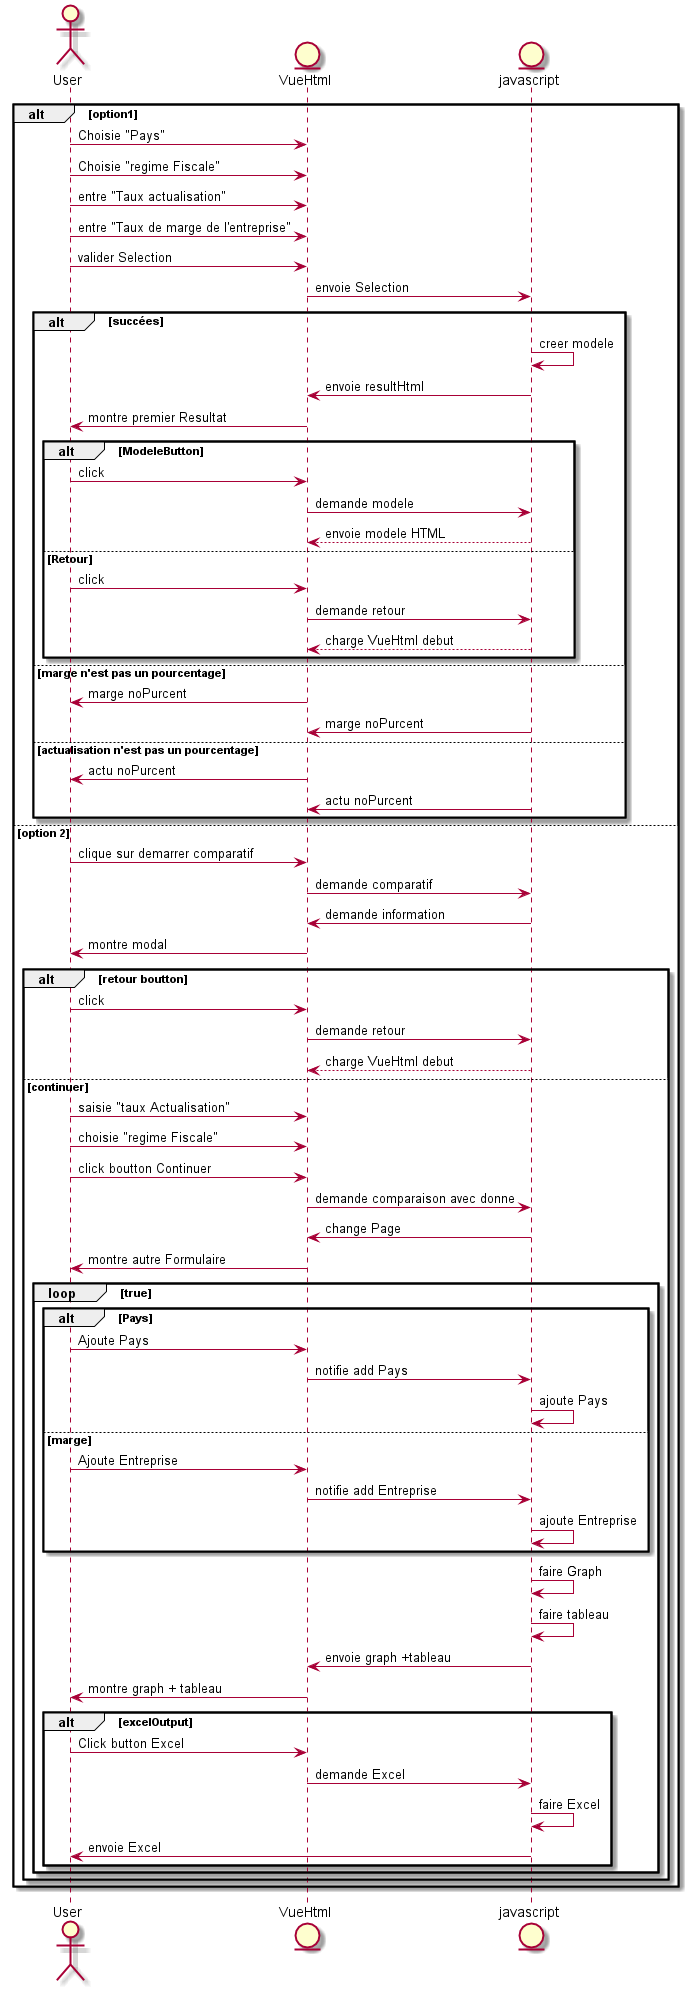 User
VueHtml
javascript
alt [option1]
Choisie "Pays"
Choisie "regime Fiscale"
entre "Taux actualisation"
entre "Taux de marge de l'entreprise"
valider Selection
envoie Selection
alt [succées]
creer modele
envoie resultHtml
montre premier Resultat
alt [ModeleButton]
click
demande modele
envoie modele HTML
[Retour]
click
demande retour
charge VueHtml debut
[marge n'est pas un pourcentage]
marge noPurcent
marge noPurcent
[actualisation n'est pas un pourcentage]
actu noPurcent
actu noPurcent
[option 2]
clique sur demarrer comparatif
demande comparatif
demande information
montre modal
alt [retour boutton]
click
demande retour
charge VueHtml debut
[continuer]
saisie "taux Actualisation"
choisie "regime Fiscale"
click boutton Continuer
demande comparaison avec donne
change Page
montre autre Formulaire
loop [true]
alt [Pays]
Ajoute Pays
notifie add Pays
ajoute Pays
[marge]
Ajoute Entreprise
notifie add Entreprise
ajoute Entreprise
faire Graph
faire tableau
envoie graph +tableau
montre graph + tableau
alt [excelOutput]
Click button Excel
demande Excel
faire Excel
envoie Excel
User
VueHtml
javascript